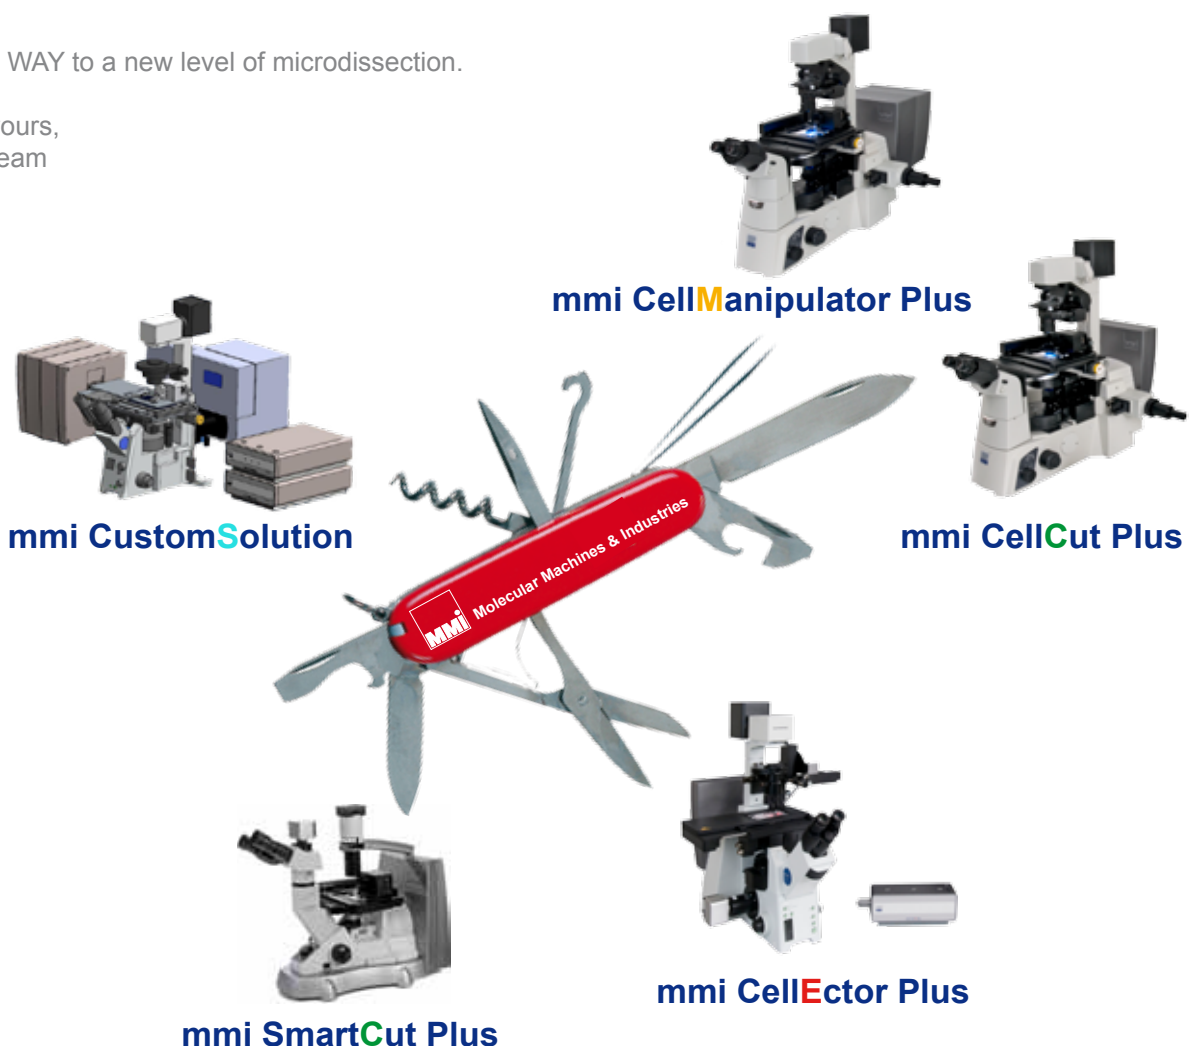 WAY to a new level of microdissection.
ours,
eam
mmi CellManipulator Plus
mmi CustomSolution
mmi CellCut Plus
MMI Molecular Machines & Industries
mmi CellEctor Plus
mmi SmartCut Plus